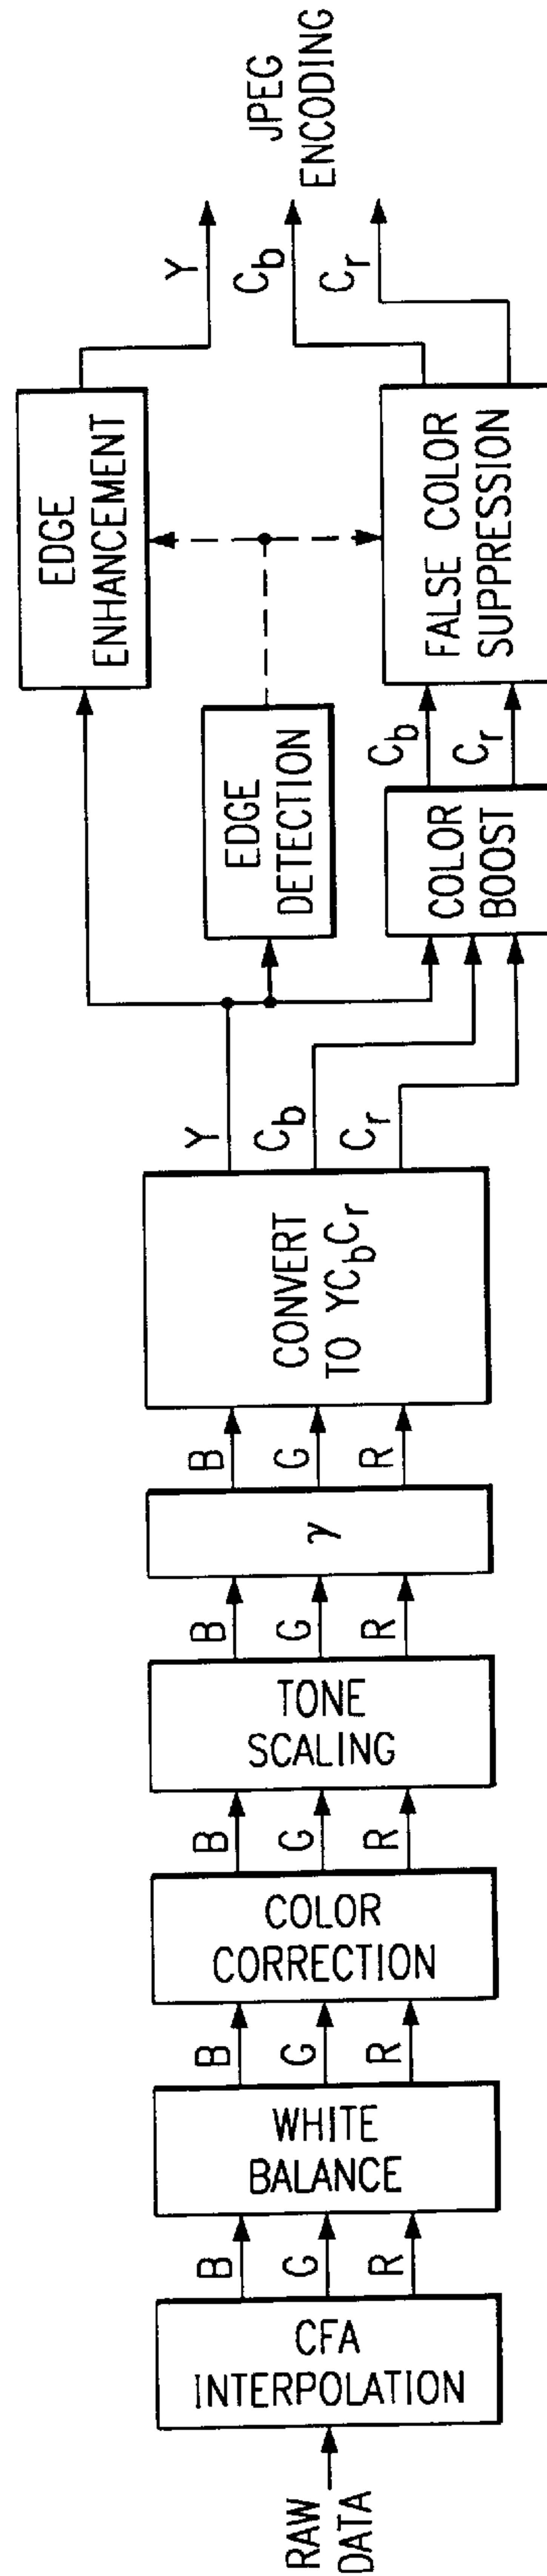 RAW
DATA
CFA
INTERPOLATION
B
G
R
WHITE
BALANCE
B
G
R
COLOR
CORRECTION
B
G
R
TONE
SCALING
B
G
R
γ
B
G
R
CONVERT
TO YCbCr
Y
Cb
Cr
EDGE
DETECTION
COLOR
BOOST
Cb
Cr
EDGE
ENHANCEMENT
FALSE COLOR
SUPPRESSION
Y
Cb
Cr
JPEG
ENCODING